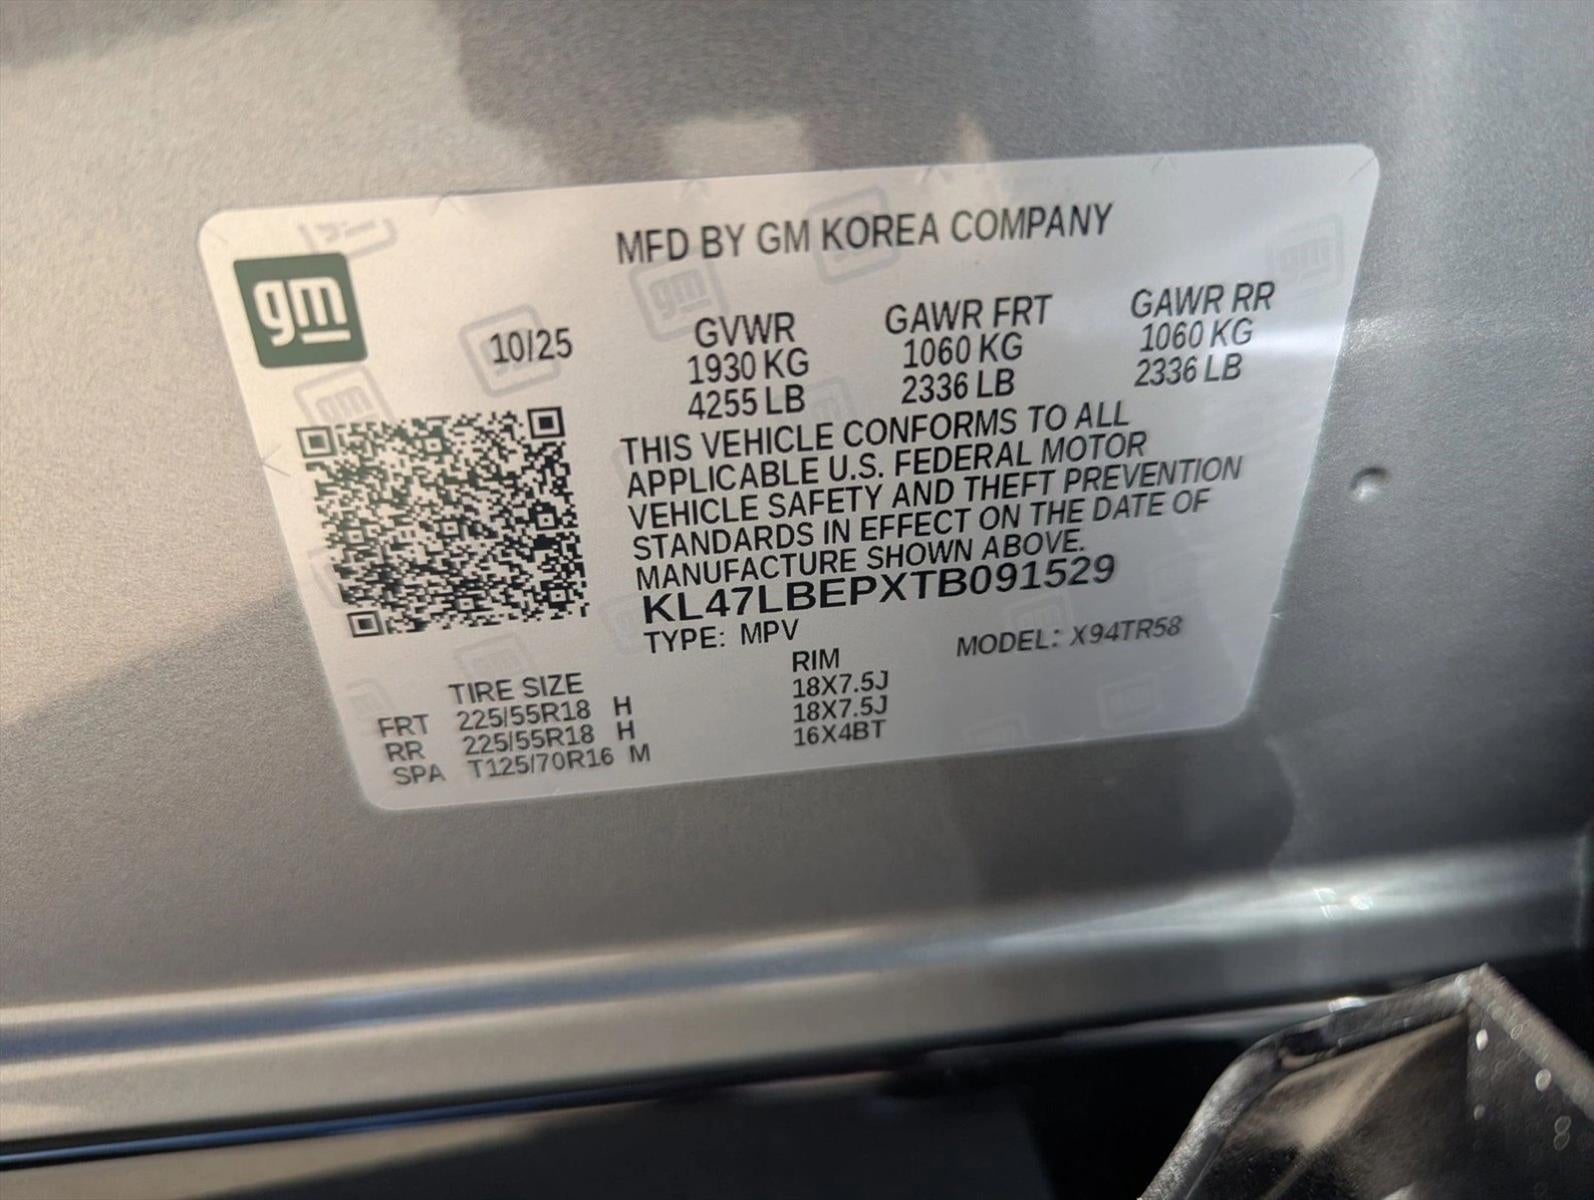 MFD BY GM KOREA COMPANY
gm
10/25
GVWR GAWR FRT GAWR RR
1930 KG 1060 KG 1060 KG
4255 LB 2336 LB 2336 LB
THIS VEHICLE CONFORMS TO ALL
APPLICABLE U.S. FEDERAL MOTOR
VEHICLE SAFETY AND THEFT PREVENTION
STANDARDS IN EFFECT ON THE DATE OF
MANUFACTURE SHOWN ABOVE.
KL47LBEPXTB091529
TYPE: MPV MODEL: X94TR58
TIRE SIZE RIM
FRT 225/55R18 H 18X7.5J
RR 225/55R18 H 18X7.5J
SPA T125/70R16 M 16X4BT